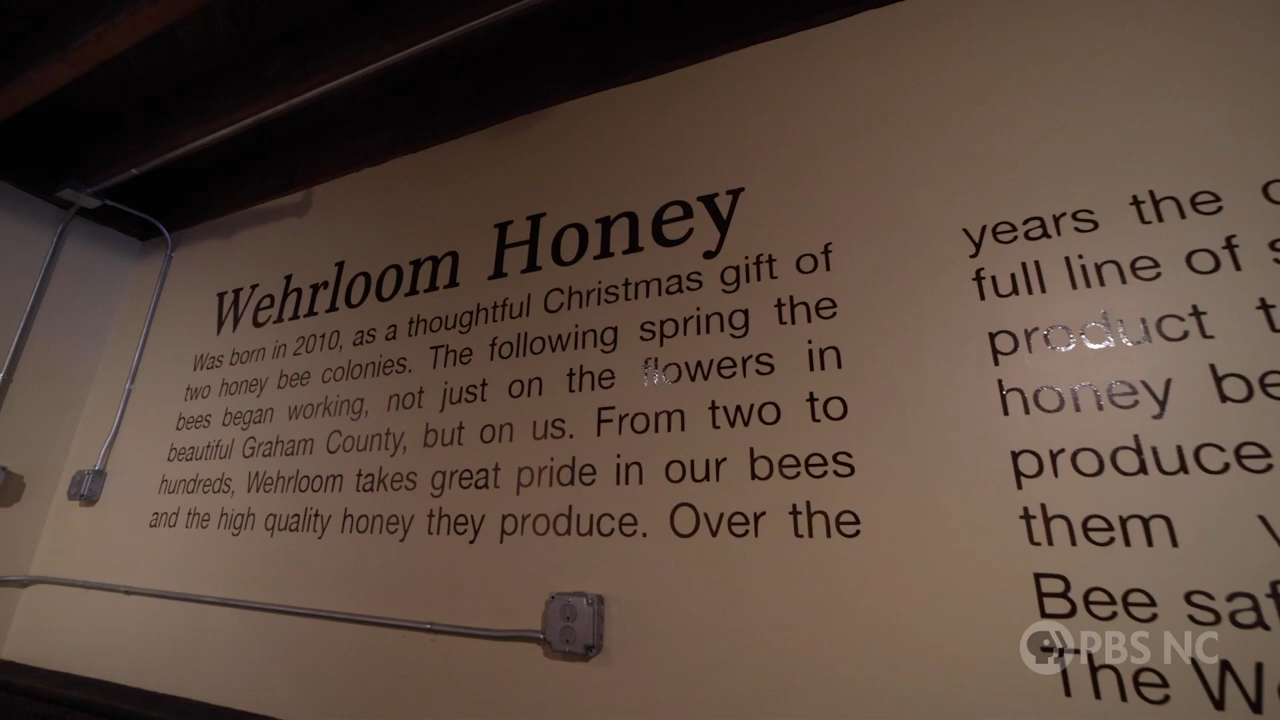 Wehrloom Honey
Was born in 2010, as a thoughtful Christmas gift of
two honey bee colonies. The following spring the
bees began working, not just on the flowers in
beautiful Graham County, but on us. From two to
hundreds, Wehrloom takes great pride in our bees
and the high quality honey they produce. Over the
years the
full line of
product
honey
produce
them
Bee
The
PBS NC